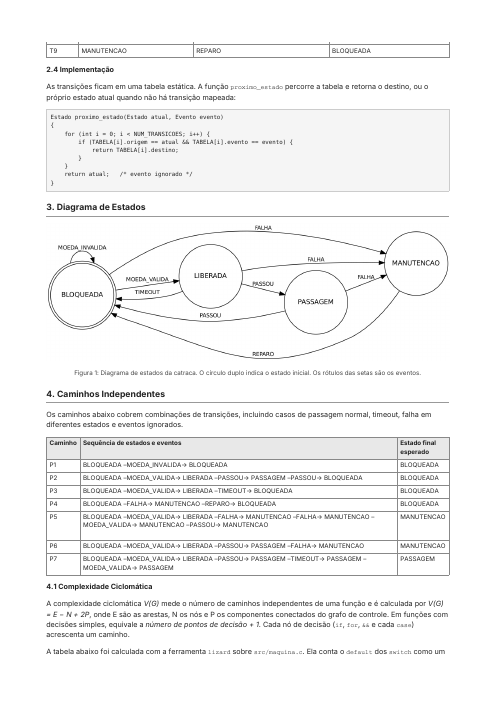 T9 MANUTENCAO REPARO BLOQUEADA
2.4 Implementação
As transições ficam em uma tabela estática. A função proximo_estado percorre a tabela e retorna o destino, ou o
próprio estado atual quando não há transição mapeada:
Estado proximo_estado(Estado atual, Evento evento)
{
for (int i = 0; i < NUM_TRANSICOES; i++) {
if (TABELA[i].origem == atual && TABELA[i].evento == evento) {
return TABELA[i].destino;
}
}
return atual; /* evento ignorado */
}
3. Diagrama de Estados
FALHA
MOEDA_INVALIDA
BLOQUEADA
MOEDA_VALIDA
TIMEOUT
LIBERADA
FALHA
PASSOU
PASSAGEM
FALHA
MANUTENCAO
PASSOU
REPARO
Figura 1: Diagrama de estados da catraca. O círculo duplo indica o estado inicial. Os rótulos das setas são os eventos.
4. Caminhos Independentes
Os caminhos abaixo cobrem combinações de transições, incluindo casos de passagem normal, timeout, falha em
diferentes estados e eventos ignorados.
Caminho Sequência de estados e eventos Estado final
esperado
P1 BLOQUEADA –MOEDA_INVALIDA→ BLOQUEADA BLOQUEADA
P2 BLOQUEADA –MOEDA_VALIDA→ LIBERADA –PASSOU→ PASSAGEM –PASSOU→ BLOQUEADA BLOQUEADA
P3 BLOQUEADA –MOEDA_VALIDA→ LIBERADA –TIMEOUT→ BLOQUEADA BLOQUEADA
P4 BLOQUEADA –FALHA→ MANUTENCAO –REPARO→ BLOQUEADA BLOQUEADA
P5 BLOQUEADA –MOEDA_VALIDA→ LIBERADA –FALHA→ MANUTENCAO –FALHA→ MANUTENCAO – MANUTENCAO
MOEDA_VALIDA→ MANUTENCAO –PASSOU→ MANUTENCAO
P6 BLOQUEADA –MOEDA_VALIDA→ LIBERADA –PASSOU→ PASSAGEM –FALHA→ MANUTENCAO MANUTENCAO
P7 BLOQUEADA –MOEDA_VALIDA→ LIBERADA –PASSOU→ PASSAGEM –TIMEOUT→ PASSAGEM – PASSAGEM
MOEDA_VALIDA→ PASSAGEM
4.1 Complexidade Ciclomática
A complexidade ciclomática V(G) mede o número de caminhos independentes de uma função e é calculada por V(G)
= E − N + 2P, onde E são as arestas, N os nós e P os componentes conectados do grafo de controle. Em funções com
decisões simples, equivale a número de pontos de decisão + 1. Cada nó de decisão (if, for, && e cada case)
acrescenta um caminho.
A tabela abaixo foi calculada com a ferramenta lizard sobre src/maquina.c. Ela conta o default dos switch como um